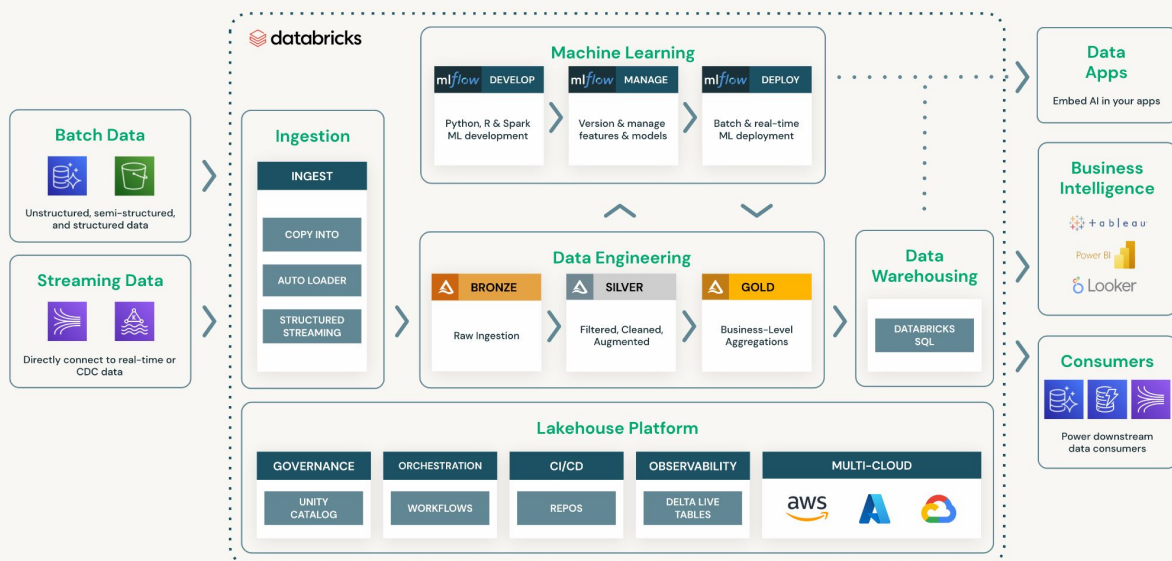 databricks
Batch Data
Unstructured, semi-structured,
and structured data
Streaming Data
Directly connect to real-time or
CDC data
Ingestion
INGEST
COPY INTO
AUTO LOADER
STRUCTURED
STREAMING
Machine Learning
mlflow DEVELOP
Python, R & Spark
ML development
mlflow MANAGE
Version & manage
features & models
mlflow DEPLOY
Batch & real-time
ML deployment
Data Engineering
BRONZE
Raw Ingestion
SILVER
Filtered, Cleaned,
Augmented
GOLD
Business-Level
Aggregations
Data
Warehousing
DATABRICKS
SQL
Lakehouse Platform
GOVERNANCE
UNITY
CATALOG
ORCHESTRATION
WORKFLOWS
CI/CD
REPOS
OBSERVABILITY
DELTA LIVE
TABLES
MULTI-CLOUD
aws
Data
Apps
Embed AI in your apps
Business
Intelligence
+ableau
Power BI
Looker
Consumers
Power downstream
data consumers